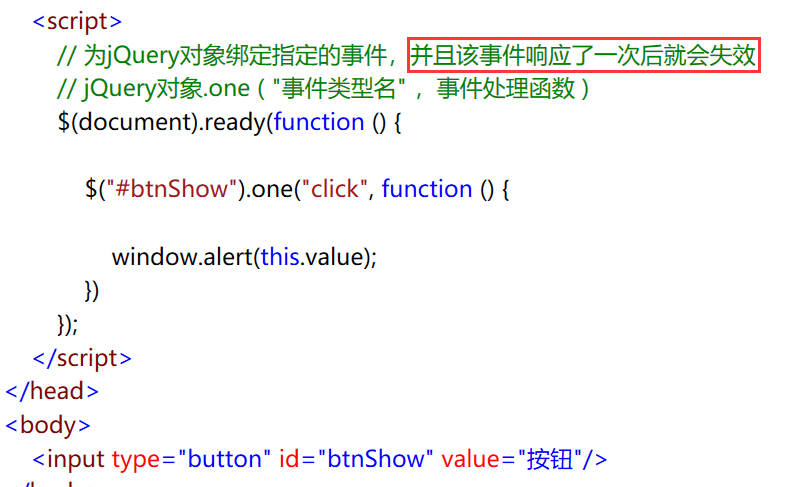 <script>
// 为jQuery对象绑定指定的事件，并且该事件响应了一次后就会失效
// jQuery对象.one ( "事件类型名" ，事件处理函数 )
$(document).ready(function () {
$("#btnShow").one("click", function () {
window.alert(this.value);
})
});
</script>
</head>
<body>
<input type="button" id="btnShow" value="按钮"/>